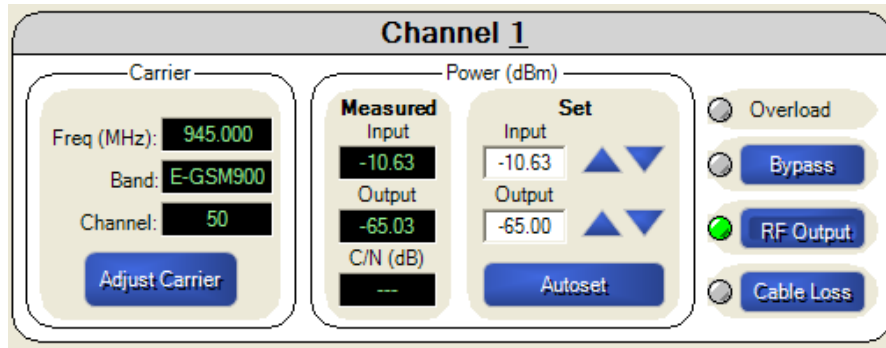 Channel 1
Carrier
Freq (MHz): 945.000
Band: E-GSM900
Channel: 50
Adjust Carrier
Power (dBm)
Measured
Input
-10.63
Output
-65.03
C/N (dB)
---
Set
Input
-10.63
Output
-65.00
Autoset
Overload
Bypass
RF Output
Cable Loss